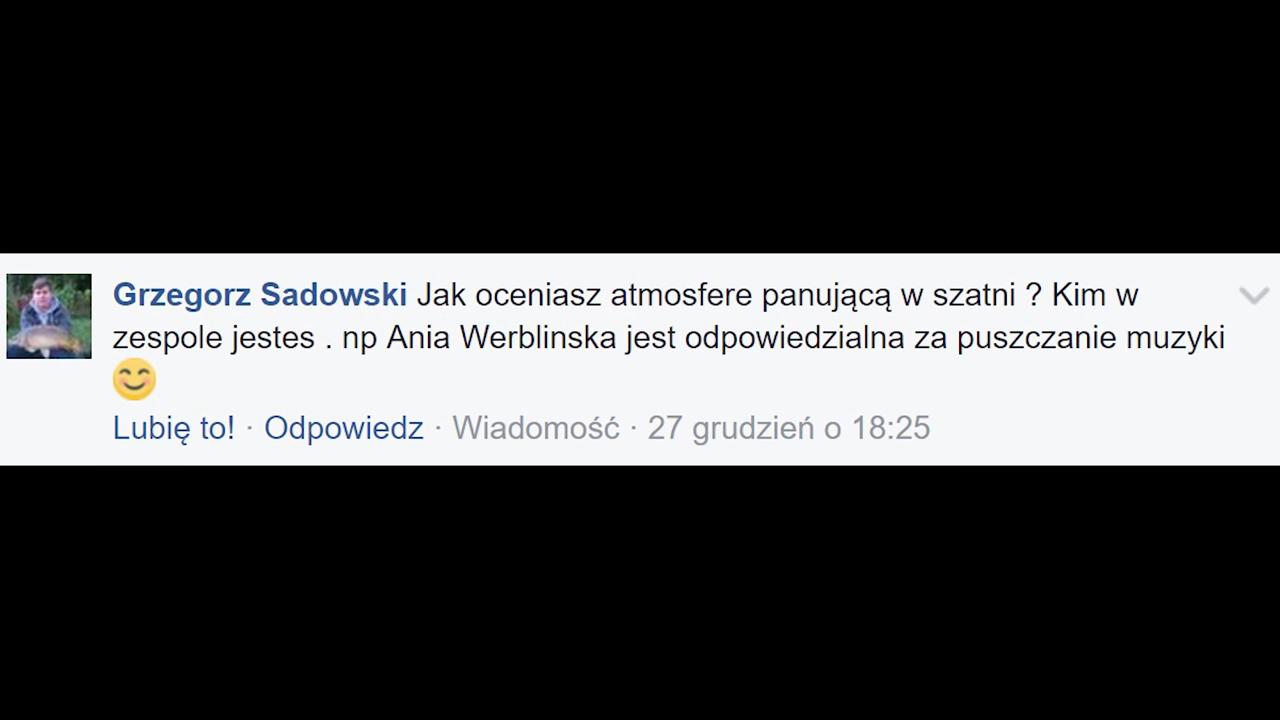 Grzegorz Sadowski Jak oceniasz atmosfere panującą w szatni ? Kim w
zespole jestes . np Ania Werblinska jest odpowiedzialna za puszczanie muzyki
😊
Lubię to! · Odpowiedz · Wiadomość · 27 grudzień o 18:25